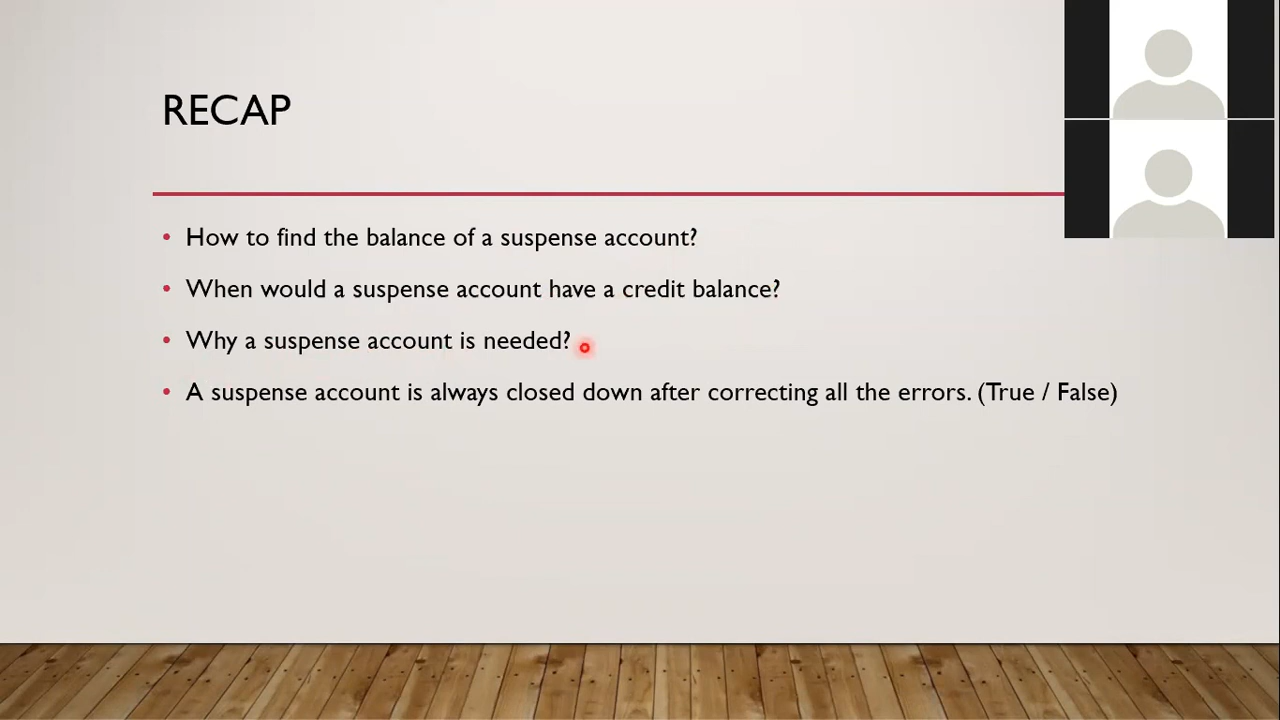 RECAP
• How to find the balance of a suspense account?
• When would a suspense account have a credit balance?
• Why a suspense account is needed?
• A suspense account is always closed down after correcting all the errors. (True / False)